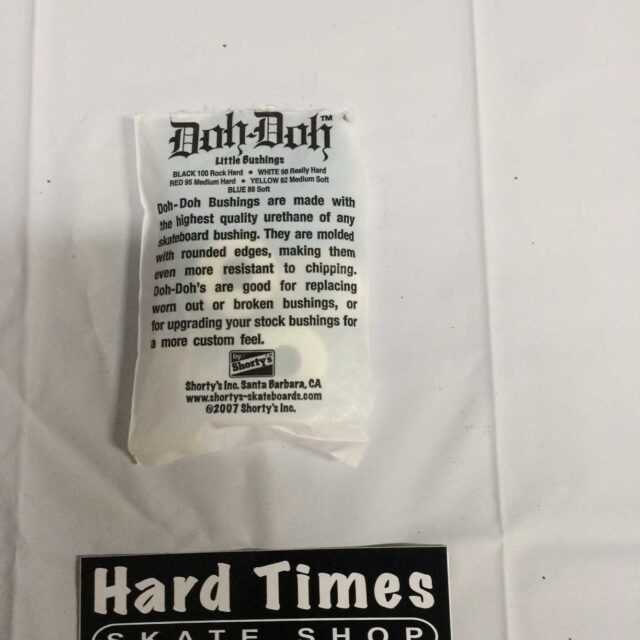 Doh-Doh™
Little Bushings
BLACK 100 Rock Hard • WHITE 98 Really Hard
RED 95 Medium Hard • YELLOW 92 Medium Soft
BLUE 88 Soft
Doh-Doh Bushings are made with
the highest quality urethane of any
skateboard bushing. They are molded
with rounded edges, making them
even more resistant to chipping.
Doh-Doh's are good for replacing
worn out or broken bushings, or
for upgrading your stock bushings for
a more custom feel.
by
Shorty's
Shorty's Inc. Santa Barbara, CA
www.shortys-skateboards.com
©2007 Shorty's Inc.
Hard Times
SKATE SHOP